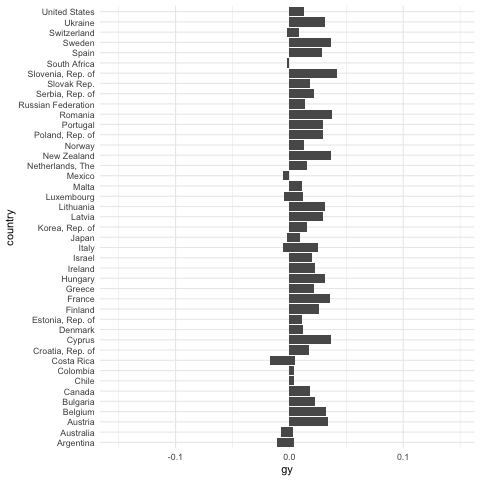 United States
Ukraine
Switzerland
Sweden
Spain
South Africa
Slovenia, Rep. of
Slovak Rep.
Serbia, Rep. of
Russian Federation
Romania
Portugal
Poland, Rep. of
Norway
New Zealand
Netherlands, The
Mexico
Malta
Luxembourg
Lithuania
Latvia
Korea, Rep. of
Japan
Italy
Israel
Ireland
Hungary
Greece
France
Finland
Estonia, Rep. of
Denmark
Cyprus
Croatia, Rep. of
Costa Rica
Colombia
Chile
Canada
Bulgaria
Belgium
Austria
Australia
Argentina
country
-0.1 0.0 0.1
gy